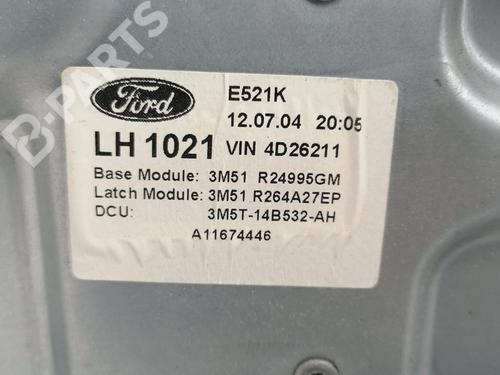 B-PARTS
Ford
E521K
12.07.04 20:05
LH 1021 VIN 4D26211
Base Module: 3M51 R24995GM
Latch Module: 3M51 R264A27EP
DCU: 3M5T-14B532-AH
A11674446